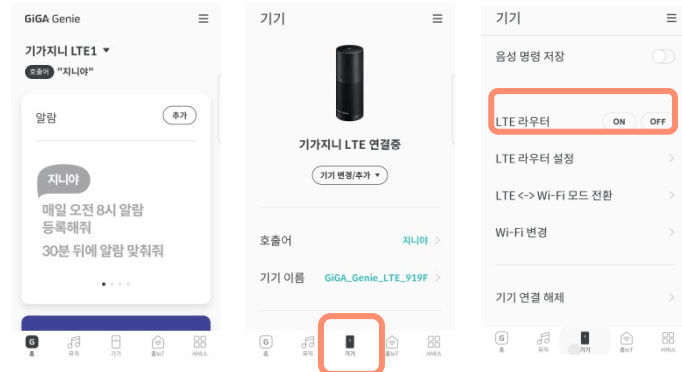 GiGA Genie
기가지니 LTE1 ▼
호출어 "지니야"
알람
추가
지니야
매일 오전 8시 알람
등록해줘
30분 뒤에 알람 맞춰줘
G
홈
뮤직
기기
홈IoT
서비스
기기
기가지니 LTE 연결중
기기 변경/추가 ▼
호출어 지니야 >
기기 이름 GiGA_Genie_LTE_919F >
G
홈
뮤직
기기
홈IoT
서비스
기기
음성 명령 저장
LTE 라우터 ON OFF
LTE 라우터 설정 >
LTE <-> Wi-Fi 모드 전환 >
Wi-Fi 변경 >
기기 연결 해제 >
G
홈
뮤직
기기
홈IoT
서비스